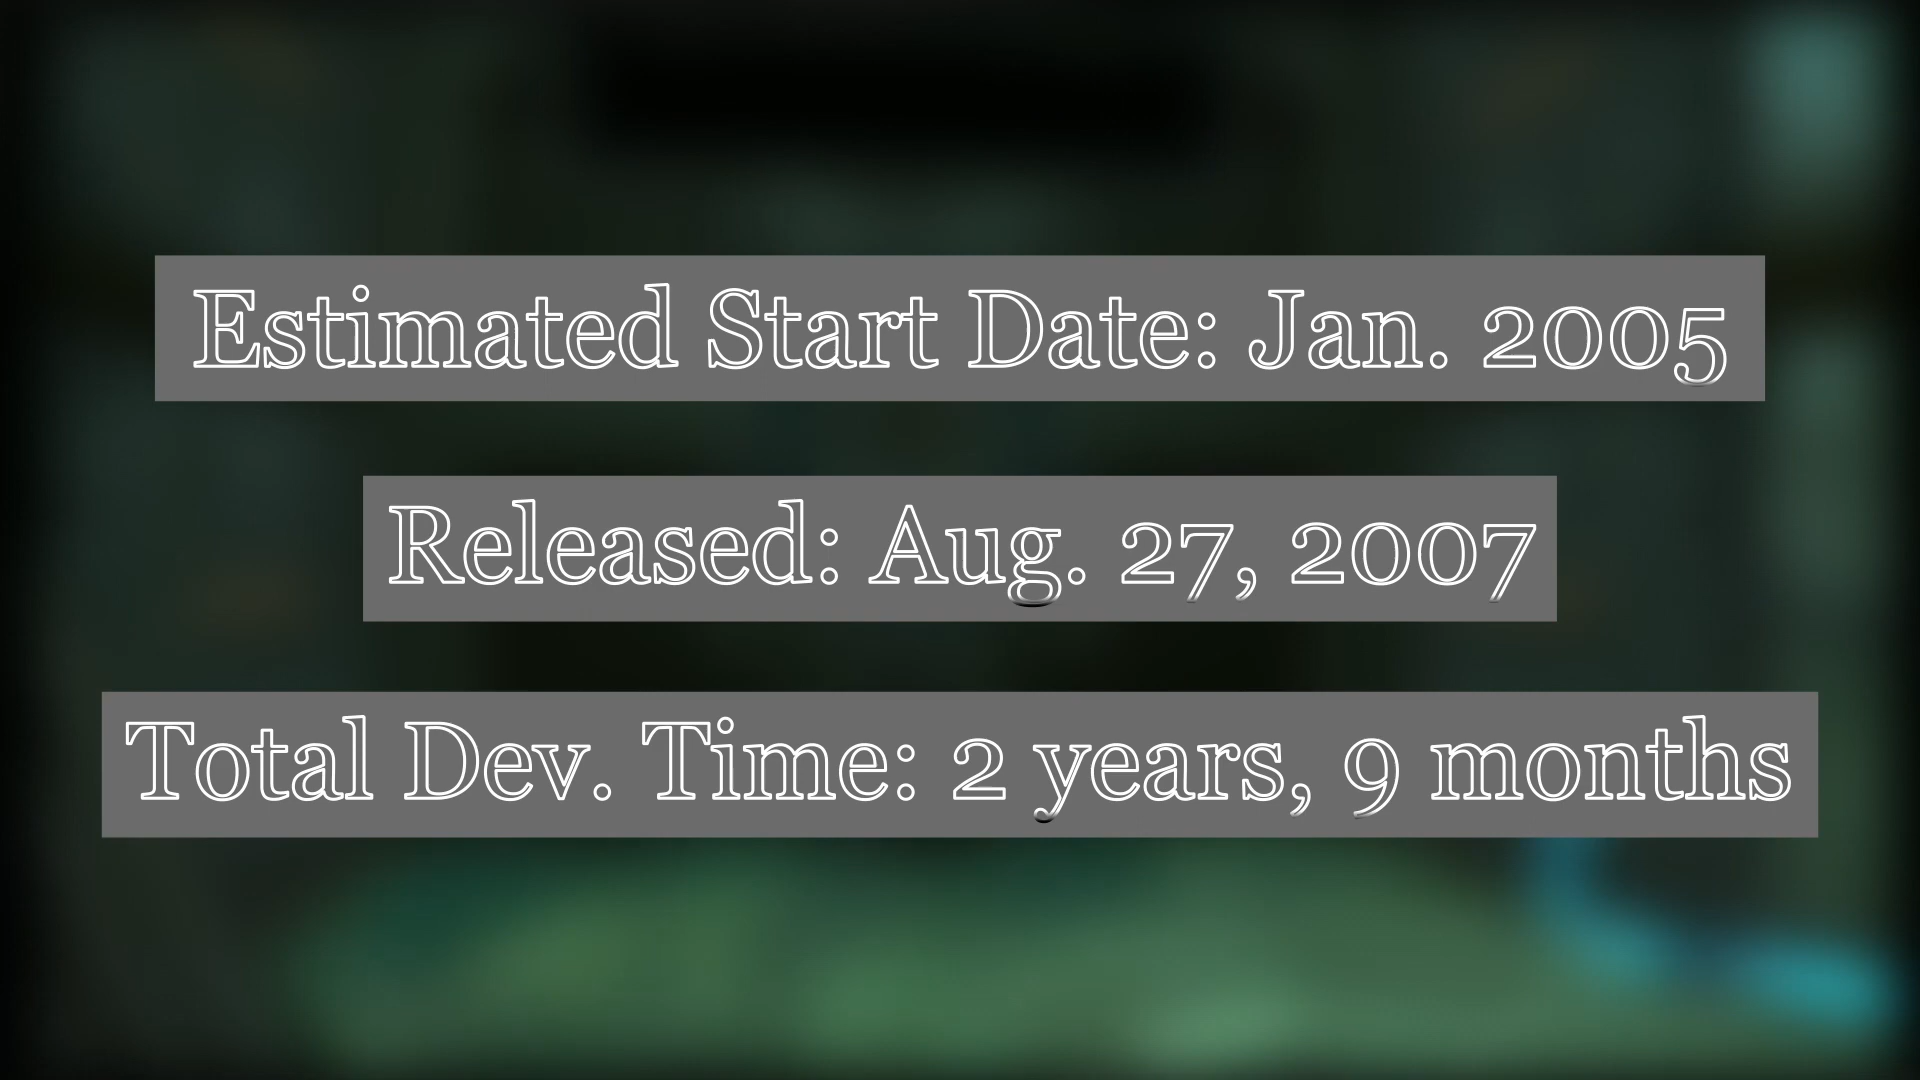 Estimated Start Date: Jan. 2005
Released: Aug. 27, 2007
Total Dev. Time: 2 years, 9 months